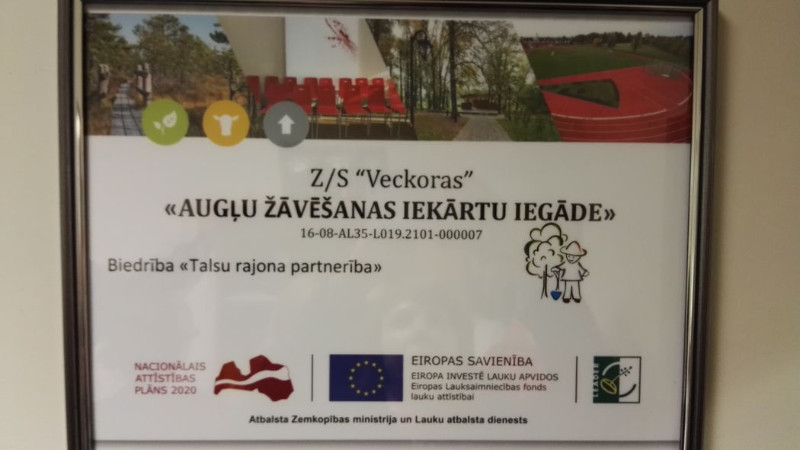 Z/S “Veckoras”
«AUGĻU ŽĀVĒŠANAS IEKĀRTU IEGĀDE»
16-08-AL35-L019.2101-000007
Biedrība «Talsu rajona partnerība»
NACIONĀLAIS
ATTĪSTĪBAS
PLĀNS 2020
EIROPAS SAVIENĪBA
EIROPA INVESTĒ LAUKU APVIDOS
Eiropas Lauksaimniecības fonds
lauku attīstībai
LEADER
Atbalsta Zemkopības ministrija un Lauku atbalsta dienests